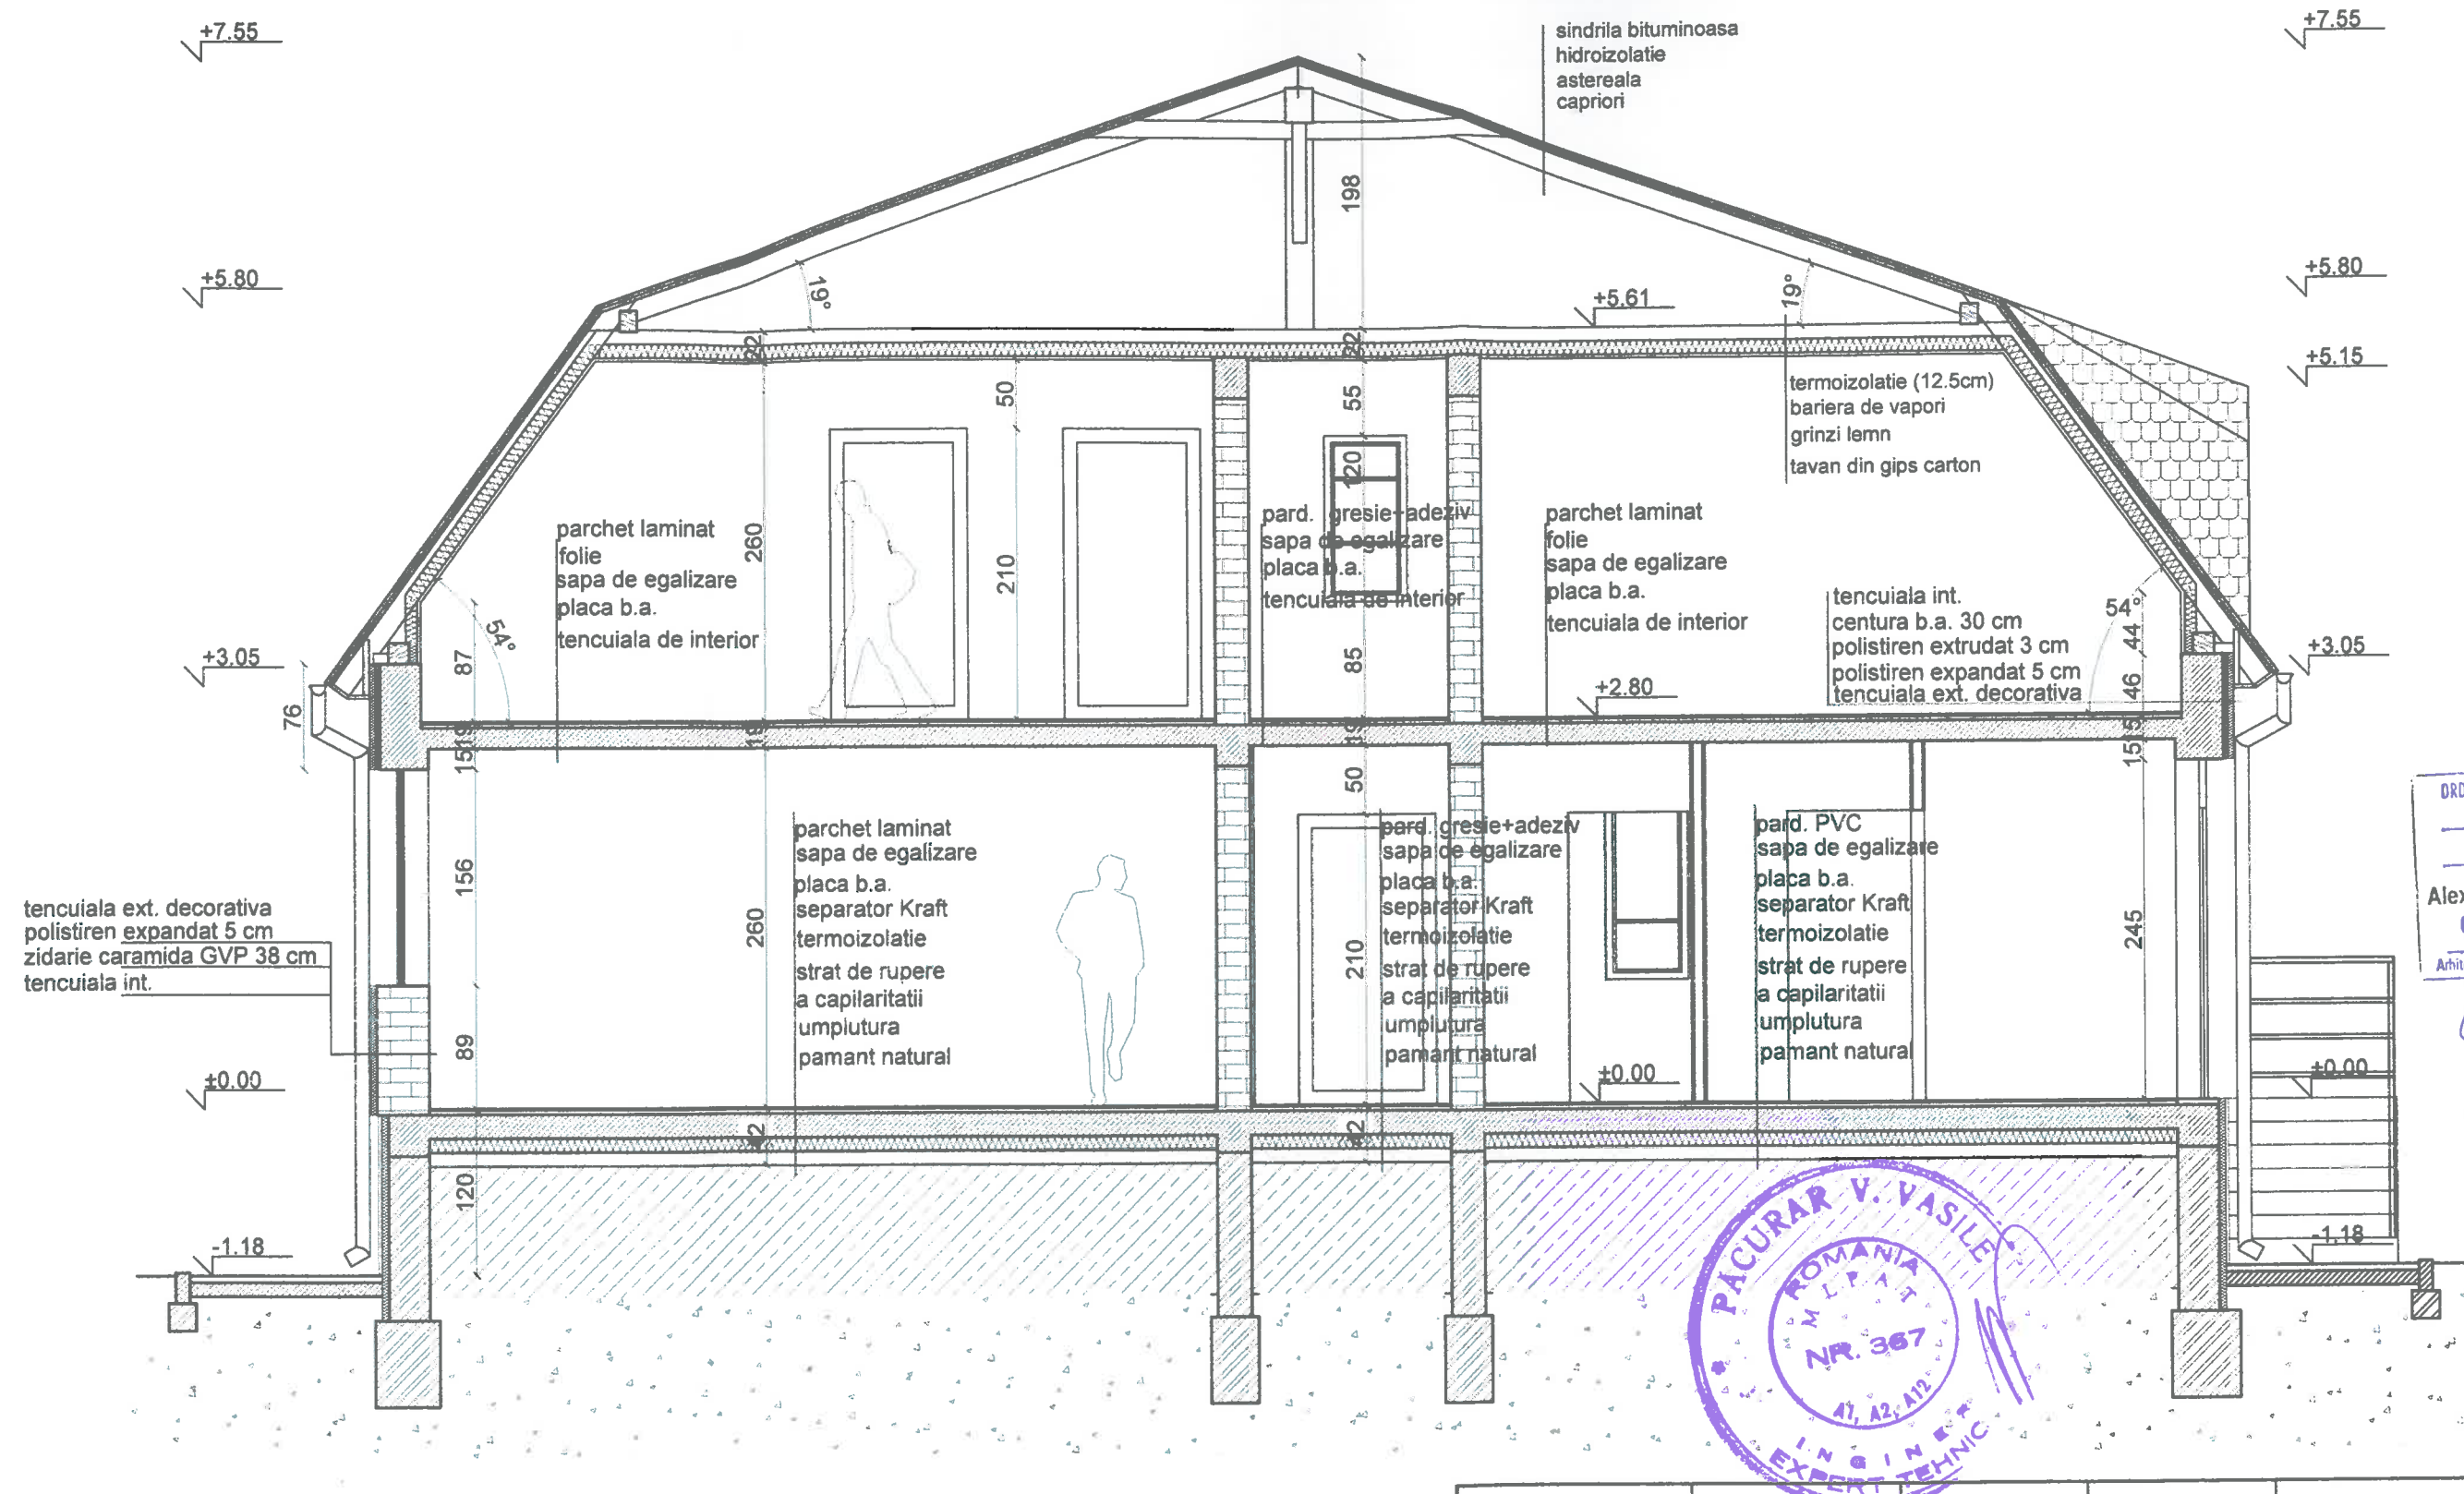 +7.55
+7.55
sindrila bituminoasa
hidroizolatie
astereala
capriori
198
+5.80
+5.80
19°
19°
+5.61
22
22
+5.15
termoizolatie (12.5cm)
bariera de vapori
grinzi lemn
tavan din gips carton
50
55
120
260
210
parchet laminat
folie
sapa de egalizare
placa b.a.
tencuiala de interior
pard. gresie+adeziv
sapa de egalizare
placa b.a.
tencuiala de interior
parchet laminat
folie
sapa de egalizare
placa b.a.
tencuiala de interior
tencuiala int.
centura b.a. 30 cm
polistiren extrudat 3 cm
polistiren expandat 5 cm
tencuiala ext. decorativa
54°
54°
44
46
87
85
+3.05
+3.05
+2.80
76
15 19
19
19
15 15
50
156
260
210
245
89
parchet laminat
sapa de egalizare
placa b.a.
separator Kraft
termoizolatie
strat de rupere
a capilaritatii
umplutura
pamant natural
pard. gresie+adeziv
sapa de egalizare
placa b.a.
separator Kraft
termoizolatie
strat de rupere
a capilaritatii
umplutura
pamant natural
pard. PVC
sapa de egalizare
placa b.a.
separator Kraft
termoizolatie
strat de rupere
a capilaritatii
umplutura
pamant natural
tencuiala ext. decorativa
polistiren expandat 5 cm
zidarie caramida GVP 38 cm
tencuiala int.
±0.00
±0.00
±0.00
120
-1.18
-1.18
PACURAR V. VASILE
ROMANIA
MLPAT
NR. 367
A1, A2, A12
INGINER
EXPERT TEHNIC